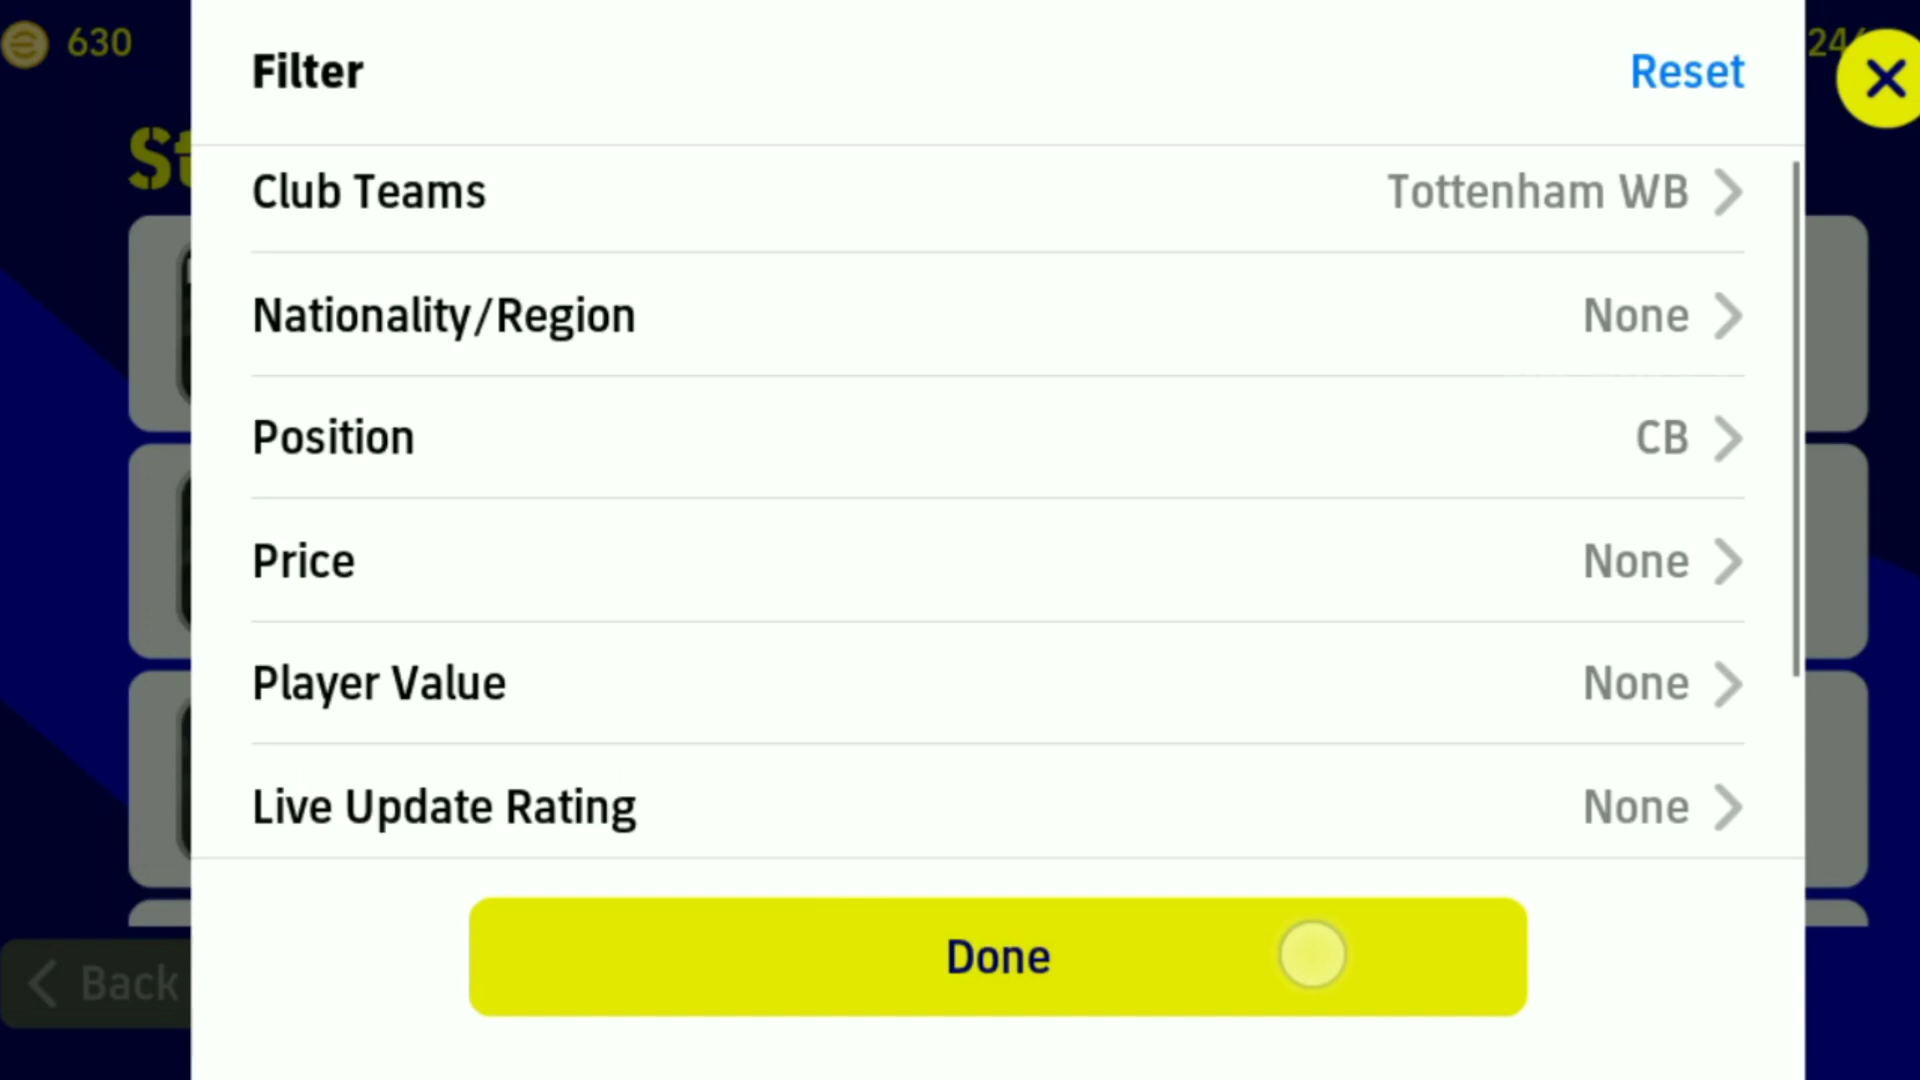 630
Filter
Reset
Club Teams
Tottenham WB
Nationality/Region
None
Position
CB
Price
None
Player Value
None
Live Update Rating
None
Done
Back